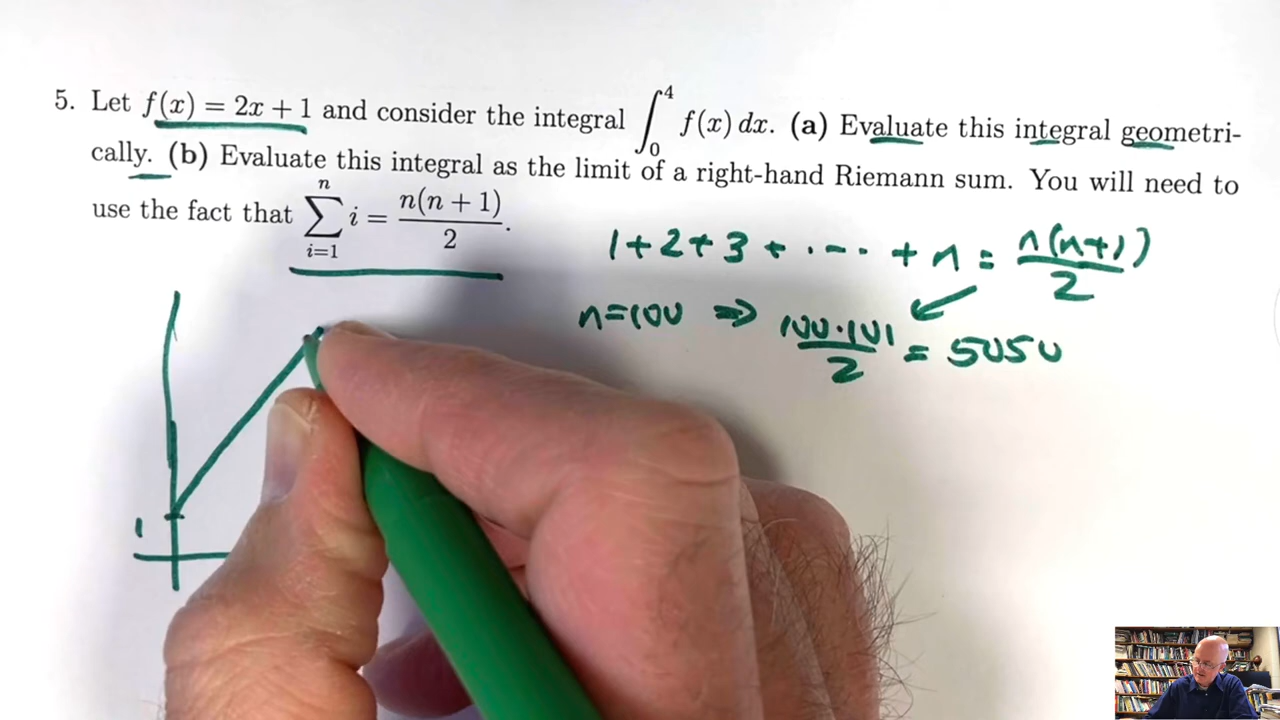 5. Let f(x) = 2x + 1 and consider the integral ∫₀⁴ f(x) dx. (a) Evaluate this integral geometri-
cally. (b) Evaluate this integral as the limit of a right-hand Riemann sum. You will need to
use the fact that ∑ᵢ₌₁ⁿ i = n(n + 1)/2.
1+2+3+ ···· +n = n(n+1)/2
n=100 ⇒ 100·101/2 = 5050
1